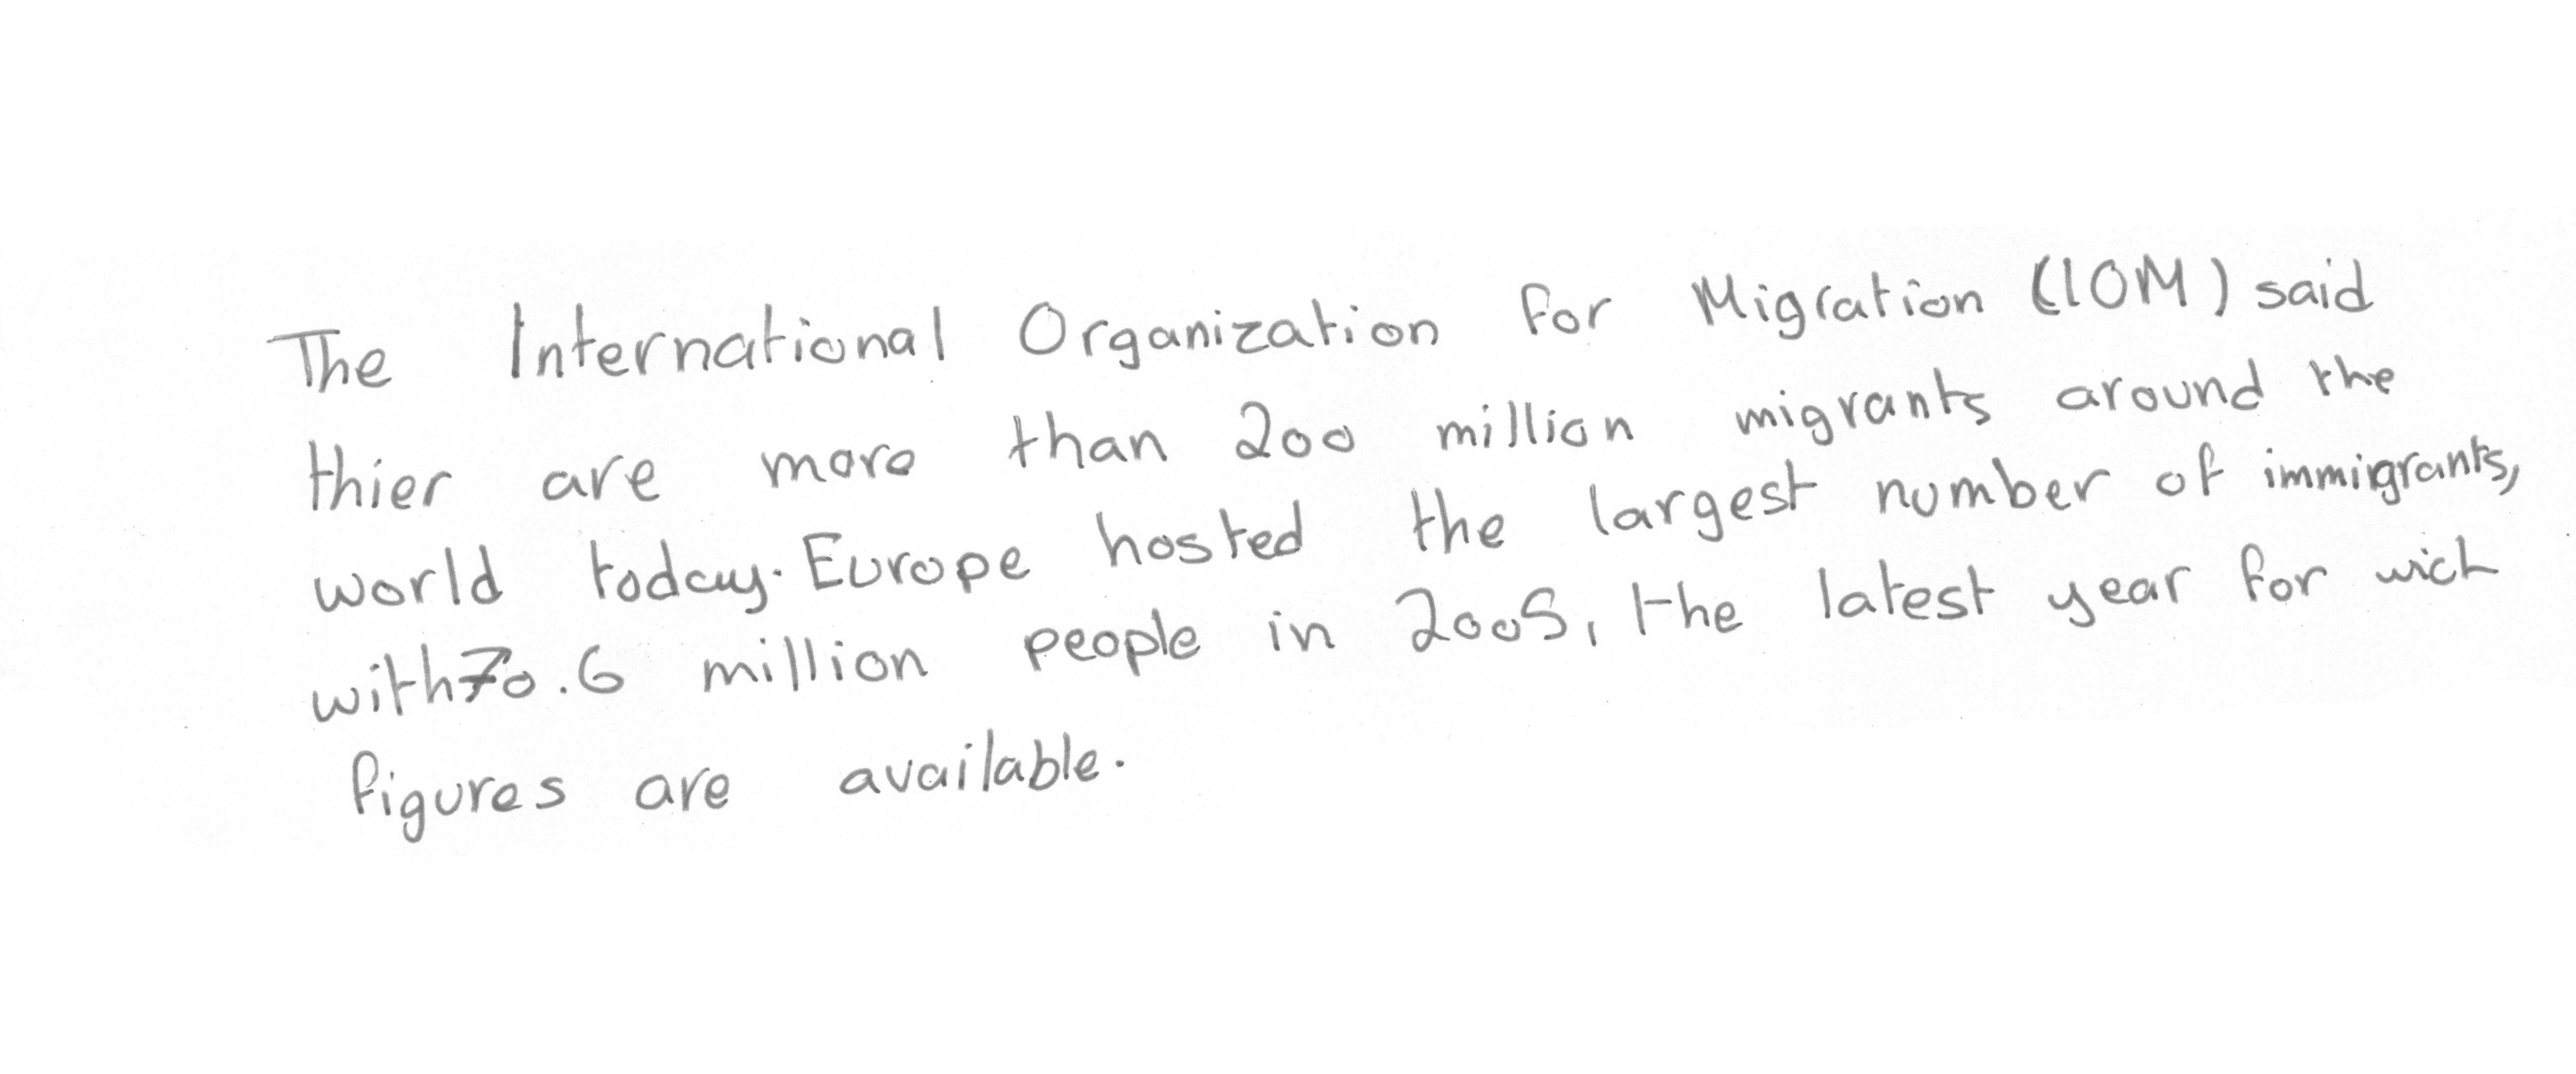 The International Organization for Migration (IOM) said
thier are more than 200 million migrants around the
world today. Europe hosted the largest number of immigrants,
with 70.6 million people in 2005, the latest year for wich
figures are available.